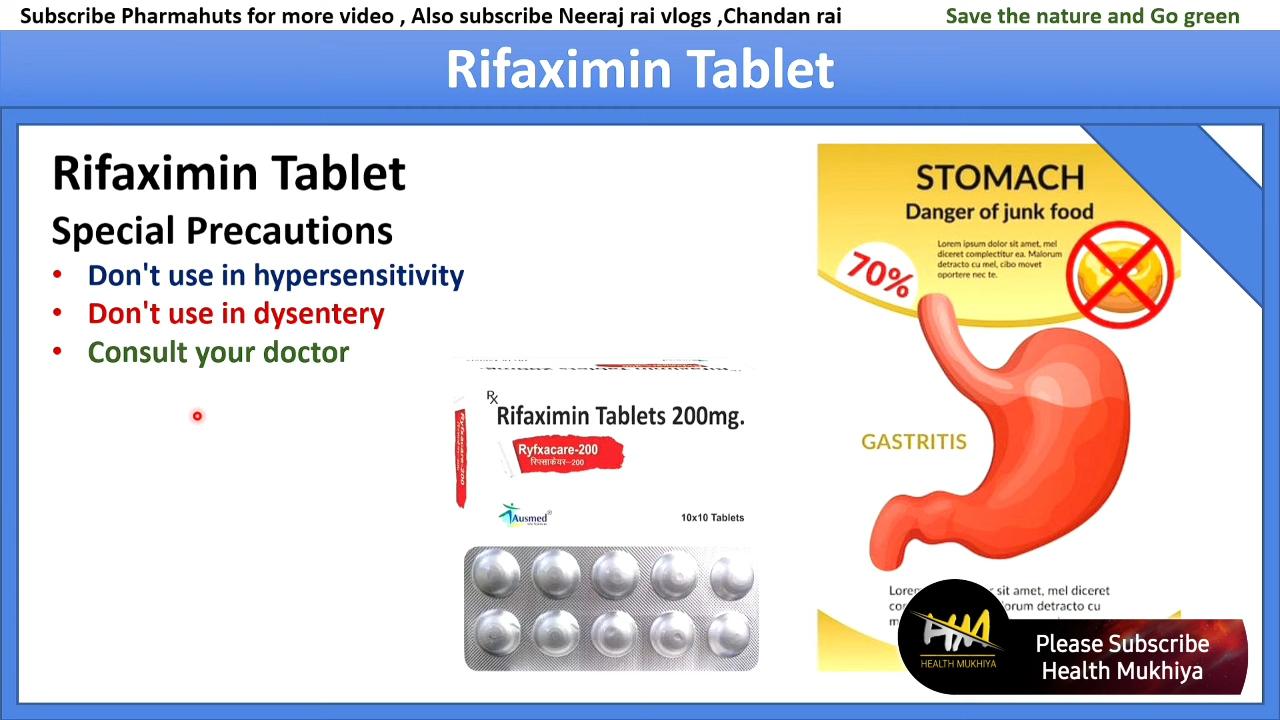 Subscribe Pharmahuts for more video , Also subscribe Neeraj rai vlogs ,Chandan rai
Save the nature and Go green
Rifaximin Tablet
Rifaximin Tablet
Special Precautions
• Don't use in hypersensitivity
• Don't use in dysentery
• Consult your doctor
Rx
Rifaximin Tablets 200mg.
Ryfxacare-200
Ryfxacare-200
Ausmed
10x10 Tablets
STOMACH
Danger of junk food
Lorem ipsum dolor sit amet, mel
diceret complectitur ea. Malorum
detracto cu mel, cibo movet
oportere nec te.
70%
GASTRITIS
sit amet, mel diceret
detracto cu
HM
HEALTH MUKHIYA
Please Subscribe
Health Mukhiya